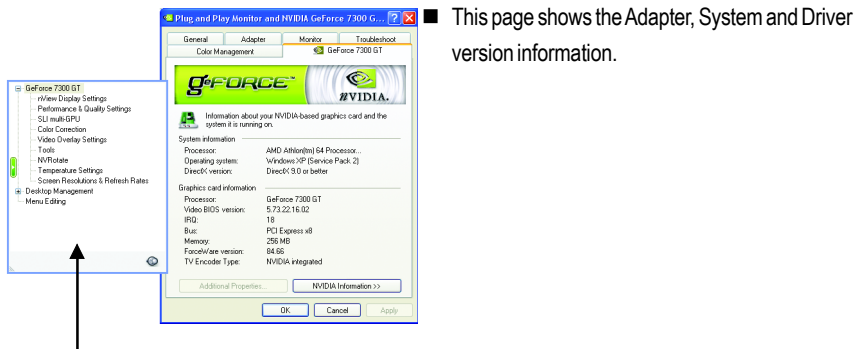 Plug and Play Monitor and NVIDIA GeForce 7300 G...
General Adapter Monitor Troubleshoot
Color Management GeForce 7300 GT
GeFORCE™
NVIDIA.
Information about your NVIDIA-based graphics card and the
system it is running on.
System information
Processor: AMD Athlon(tm) 64 Processor...
Operating system: Windows XP (Service Pack 2)
DirectX version: DirectX 9.0 or better
Graphics card information
Processor: GeForce 7300 GT
Video BIOS version: 5.73.22.16.02
IRQ: 18
Bus: PCI Express x8
Memory: 256 MB
ForceWare version: 84.66
TV Encoder Type: NVIDIA integrated
Additional Properties... NVIDIA Information >>
OK Cancel Apply
GeForce 7300 GT
nView Display Settings
Performance & Quality Settings
SLI multi-GPU
Color Correction
Video Overlay Settings
Tools
NVRotate
Temperature Settings
Screen Resolutions & Refresh Rates
Desktop Management
Menu Editing
■ This page shows the Adapter, System and Driver
version information.